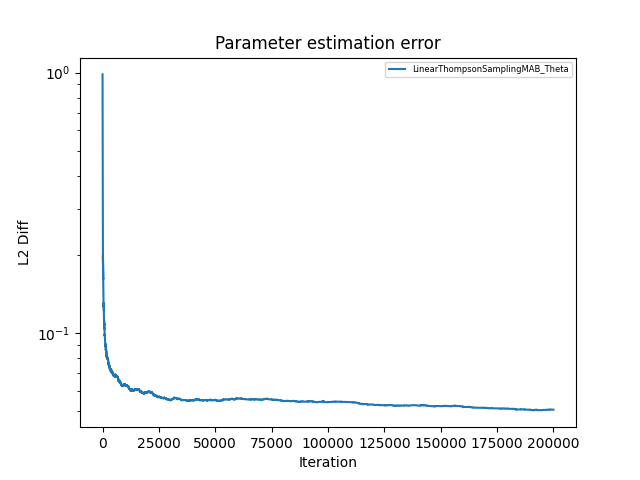 Parameter estimation error
LinearThompsonSamplingMAB_Theta
10⁰
10⁻¹
L2 Diff
0 25000 50000 75000 100000 125000 150000 175000 200000
Iteration